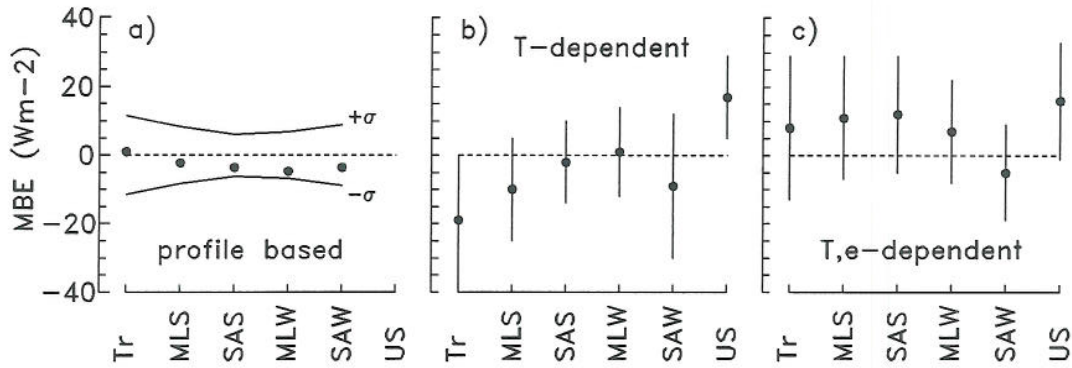 MBE (Wm−2)
40
20
0
−20
−40
a)
+σ
−σ
profile based
Tr
MLS
SAS
MLW
SAW
US
b)
T−dependent
Tr
MLS
SAS
MLW
SAW
US
c)
T,e−dependent
Tr
MLS
SAS
MLW
SAW
US